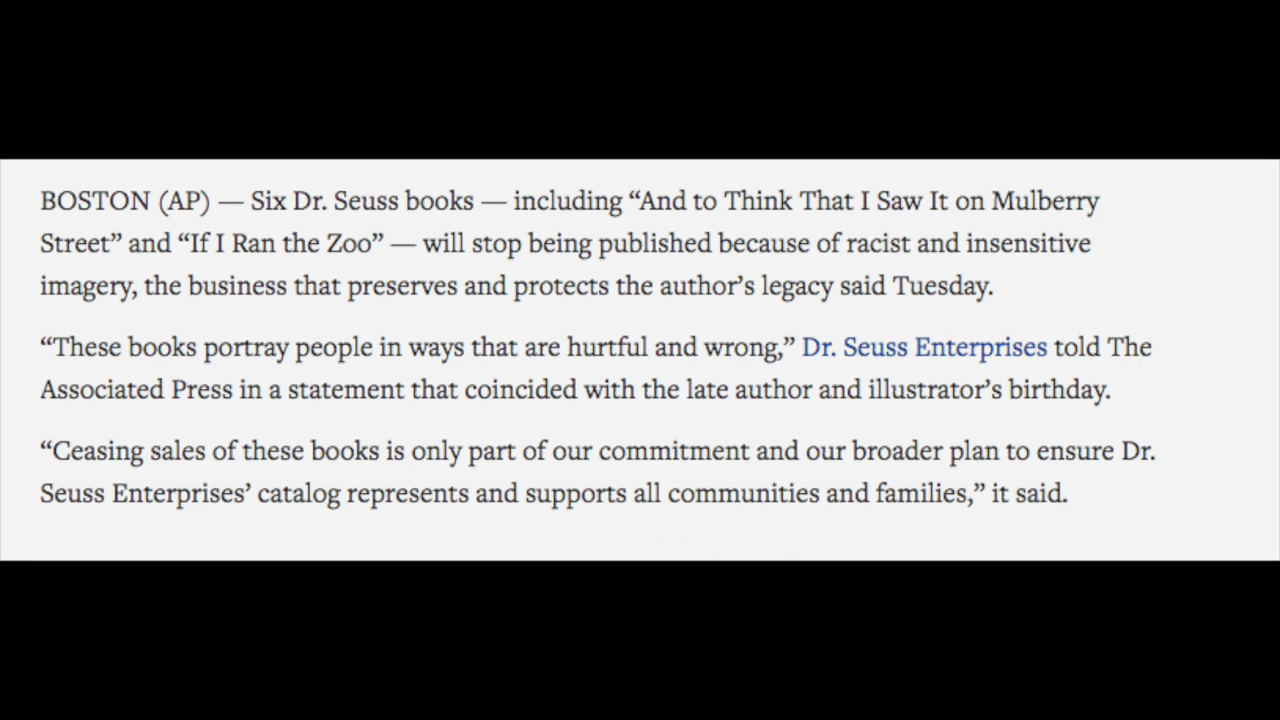 BOSTON (AP) — Six Dr. Seuss books — including “And to Think That I Saw It on Mulberry
Street” and “If I Ran the Zoo” — will stop being published because of racist and insensitive
imagery, the business that preserves and protects the author’s legacy said Tuesday.
“These books portray people in ways that are hurtful and wrong,” Dr. Seuss Enterprises told The
Associated Press in a statement that coincided with the late author and illustrator’s birthday.
“Ceasing sales of these books is only part of our commitment and our broader plan to ensure Dr.
Seuss Enterprises’ catalog represents and supports all communities and families,” it said.